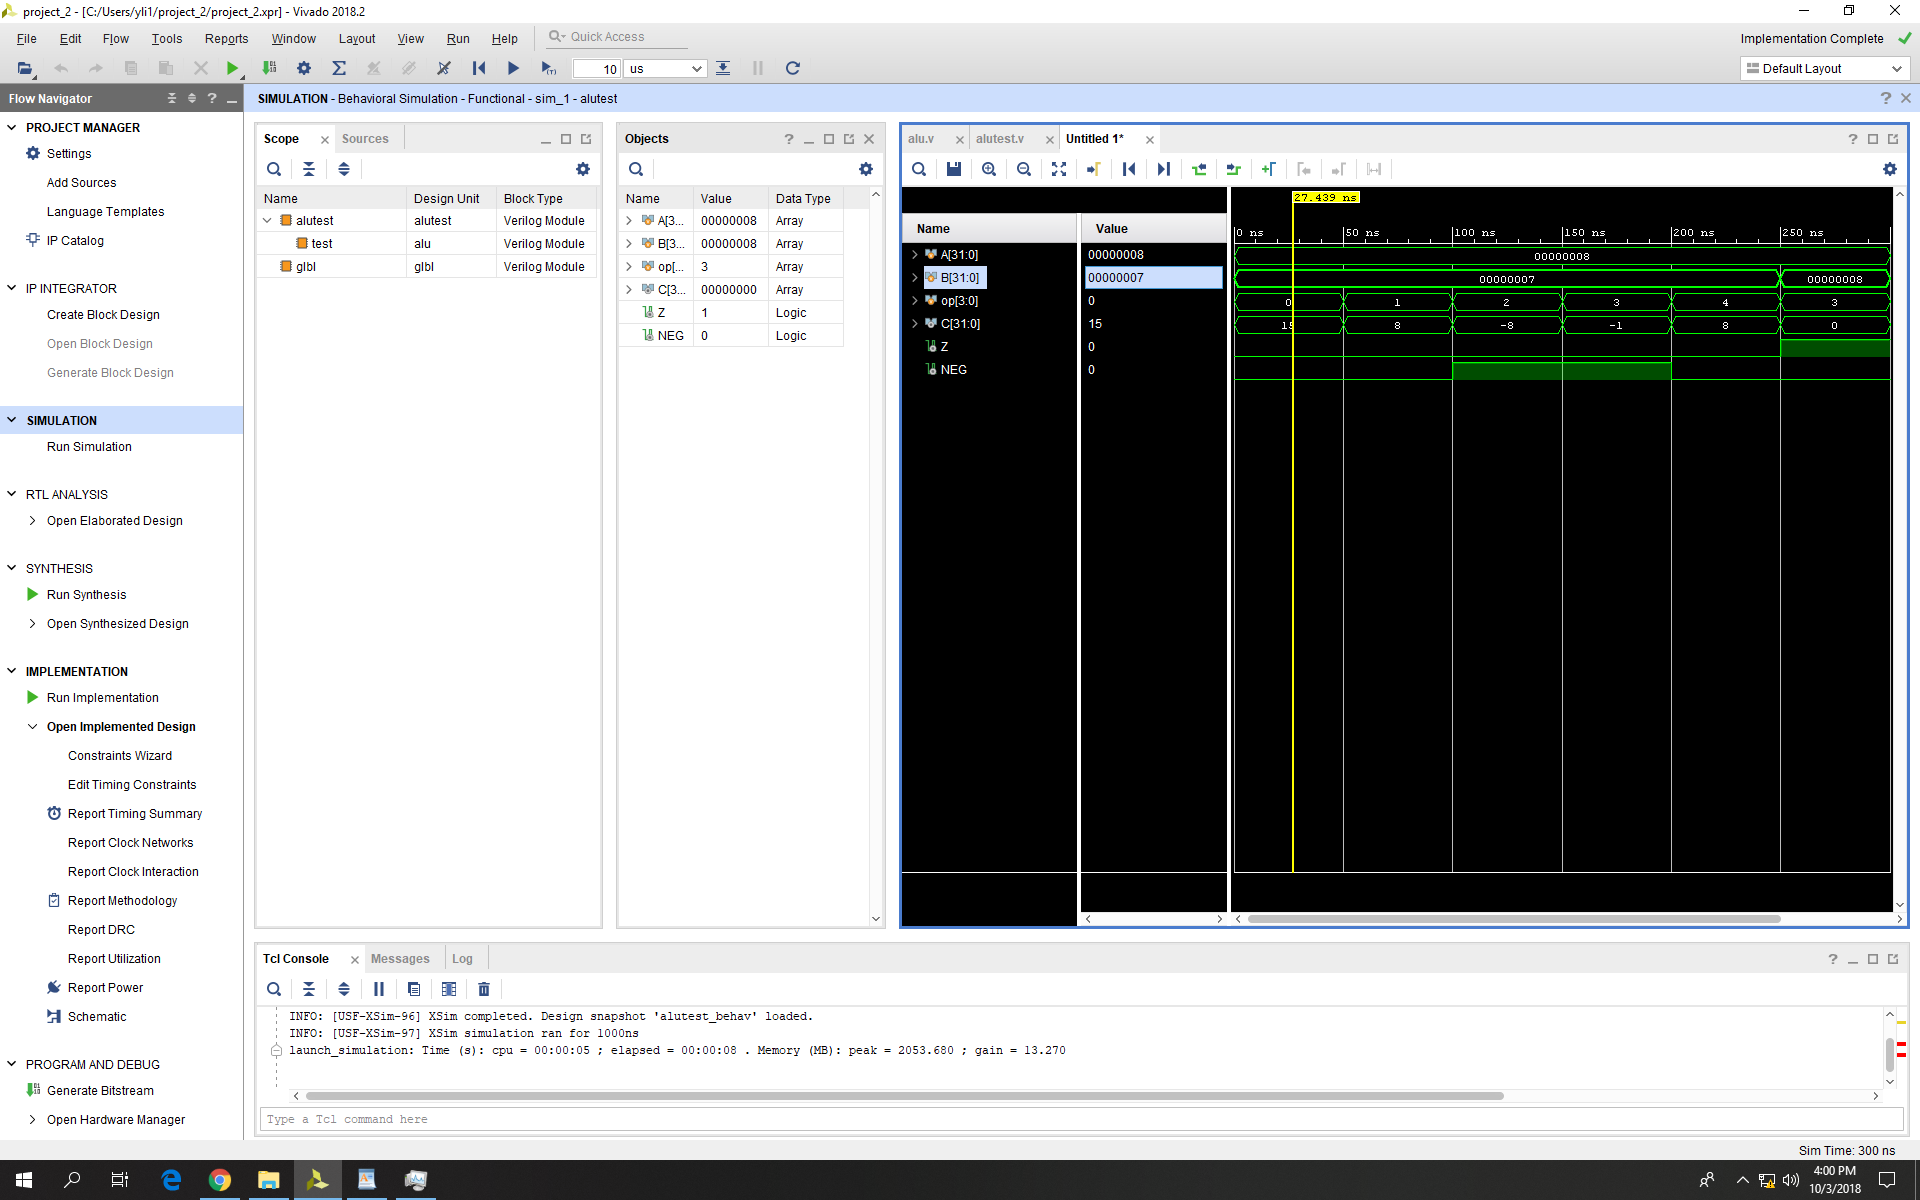 project_2 - [C:/Users/yli1/project_2/project_2.xpr] - Vivado 2018.2
File Edit Flow Tools Reports Window Layout View Run Help Quick Access
Implementation Complete
10 us
Default Layout
Flow Navigator
SIMULATION - Behavioral Simulation - Functional - sim_1 - alutest
PROJECT MANAGER
Settings
Add Sources
Language Templates
IP Catalog
IP INTEGRATOR
Create Block Design
Open Block Design
Generate Block Design
SIMULATION
Run Simulation
RTL ANALYSIS
Open Elaborated Design
SYNTHESIS
Run Synthesis
Open Synthesized Design
IMPLEMENTATION
Run Implementation
Open Implemented Design
Constraints Wizard
Edit Timing Constraints
Report Timing Summary
Report Clock Networks
Report Clock Interaction
Report Methodology
Report DRC
Report Utilization
Report Power
Schematic
PROGRAM AND DEBUG
Generate Bitstream
Open Hardware Manager
Scope Sources
Name Design Unit Block Type
alutest alutest Verilog Module
test alu Verilog Module
glbl glbl Verilog Module
Objects
Name Value Data Type
A[3... 00000008 Array
B[3... 00000008 Array
op[... 3 Array
C[3... 00000000 Array
Z 1 Logic
NEG 0 Logic
alu.v alutest.v Untitled 1*
27.439 ns
Name Value
0 ns 50 ns 100 ns 150 ns 200 ns 250 ns
A[31:0] 00000008 00000008
B[31:0] 00000007 00000007 00000008
op[3:0] 0 0 1 2 3 4 3
C[31:0] 15 15 8 -8 -1 8 0
Z 0
NEG 0
Tcl Console Messages Log
INFO: [USF-XSim-96] XSim completed. Design snapshot 'alutest_behav' loaded.
INFO: [USF-XSim-97] XSim simulation ran for 1000ns
launch_simulation: Time (s): cpu = 00:00:05 ; elapsed = 00:00:08 . Memory (MB): peak = 2053.680 ; gain = 13.270
Type a Tcl command here
Sim Time: 300 ns
4:00 PM
10/3/2018